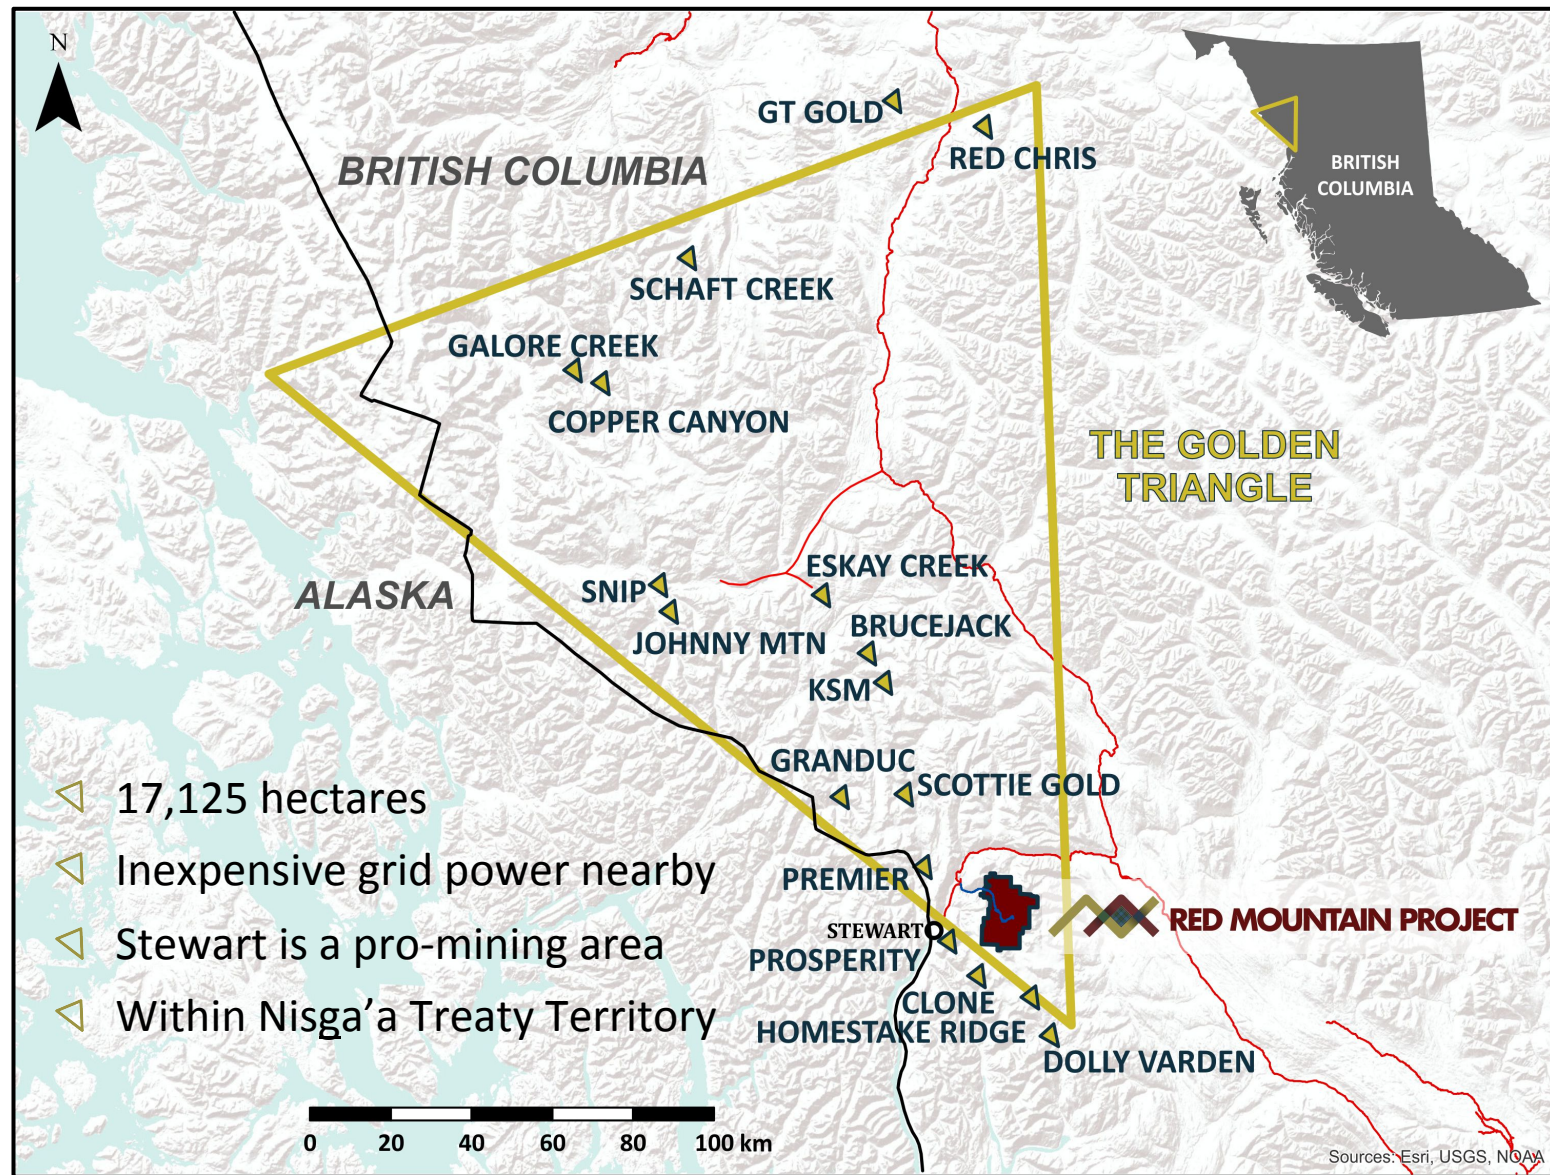 N
GT GOLD
RED CHRIS
BRITISH COLUMBIA
BRITISH
COLUMBIA
SCHAFT CREEK
GALORE CREEK
COPPER CANYON
THE GOLDEN
TRIANGLE
ESKAY CREEK
SNIP
ALASKA
BRUCEJACK
JOHNNY MTN
KSM
GRANDUC
SCOTTIE GOLD
17,125 hectares
Inexpensive grid power nearby
PREMIER
RED MOUNTAIN PROJECT
STEWART
Stewart is a pro-mining area
PROSPERITY
CLONE
Within Nisga'a Treaty Territory
HOMESTAKE RIDGE
DOLLY VARDEN
0 20 40 60 80 100 km
Sources: Esri, USGS, NOAA